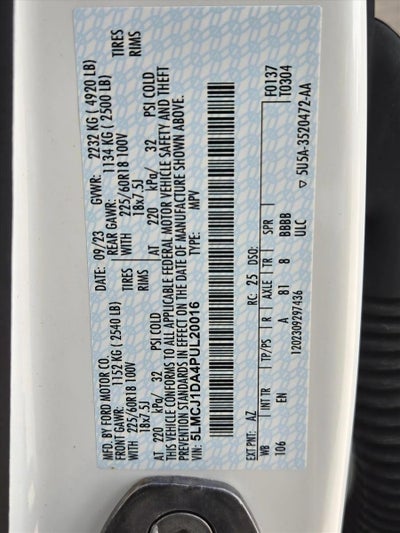 MFD. BY FORD MOTOR CO.
DATE: 09/23 GVWR: 2232 KG ( 4920 LB)
FRONT GAWR: 1152 KG ( 2540 LB) REAR GAWR: 1134 KG ( 2500 LB)
WITH 225/60R18 100V TIRES WITH 225/60R18 100V TIRES
18x7.5J RIMS 18x7.5J RIMS
AT 220 kPa/ 32 PSI COLD AT 220 kPa/ 32 PSI COLD
THIS VEHICLE CONFORMS TO ALL APPLICABLE FEDERAL MOTOR VEHICLE SAFETY AND THEFT
PREVENTION STANDARDS IN EFFECT ON THE DATE OF MANUFACTURE SHOWN ABOVE.
VIN: 5LMCJ1DA4PUL20016 TYPE: MPV
F0137
T0304
EXT PNT: AZ RC: 25 DSO:
WB INT TR TP/PS R AXLE TR SPR
106 EN A 81 8 BBBB
1202309297436 ULC
5U5A-3520472-AA